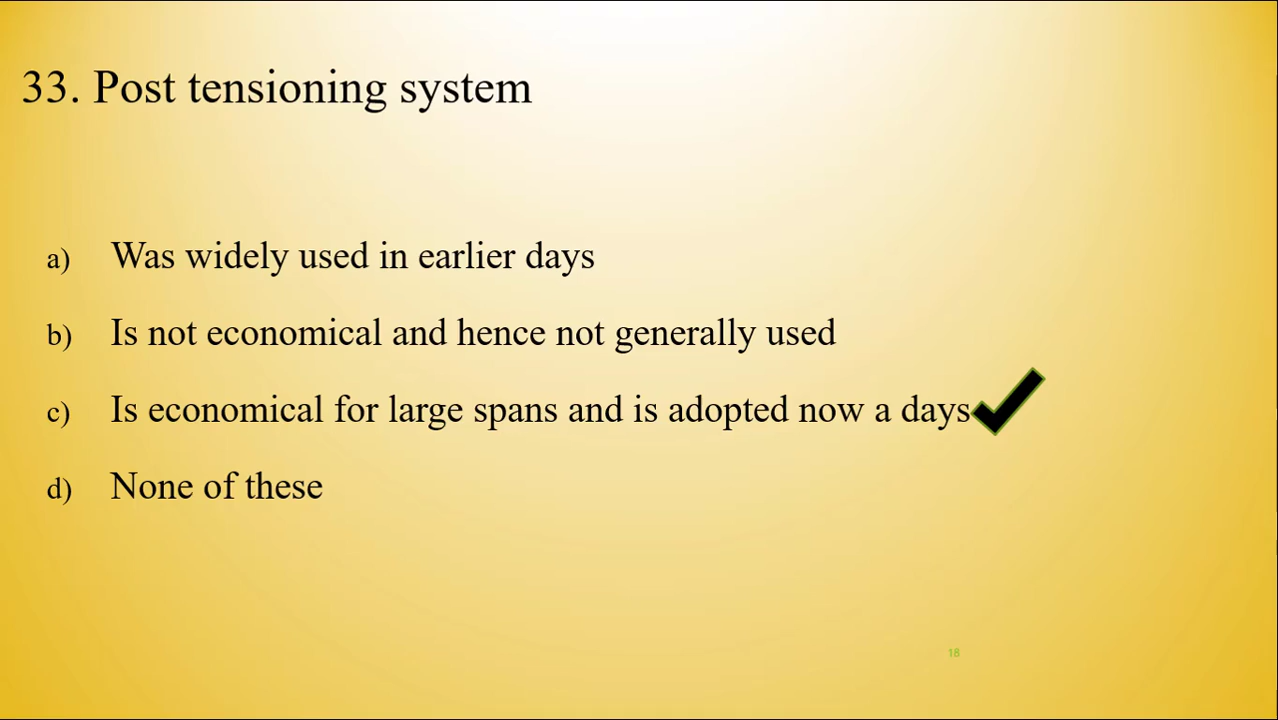 33. Post tensioning system
a) Was widely used in earlier days
b) Is not economical and hence not generally used
c) Is economical for large spans and is adopted now a days
d) None of these
18